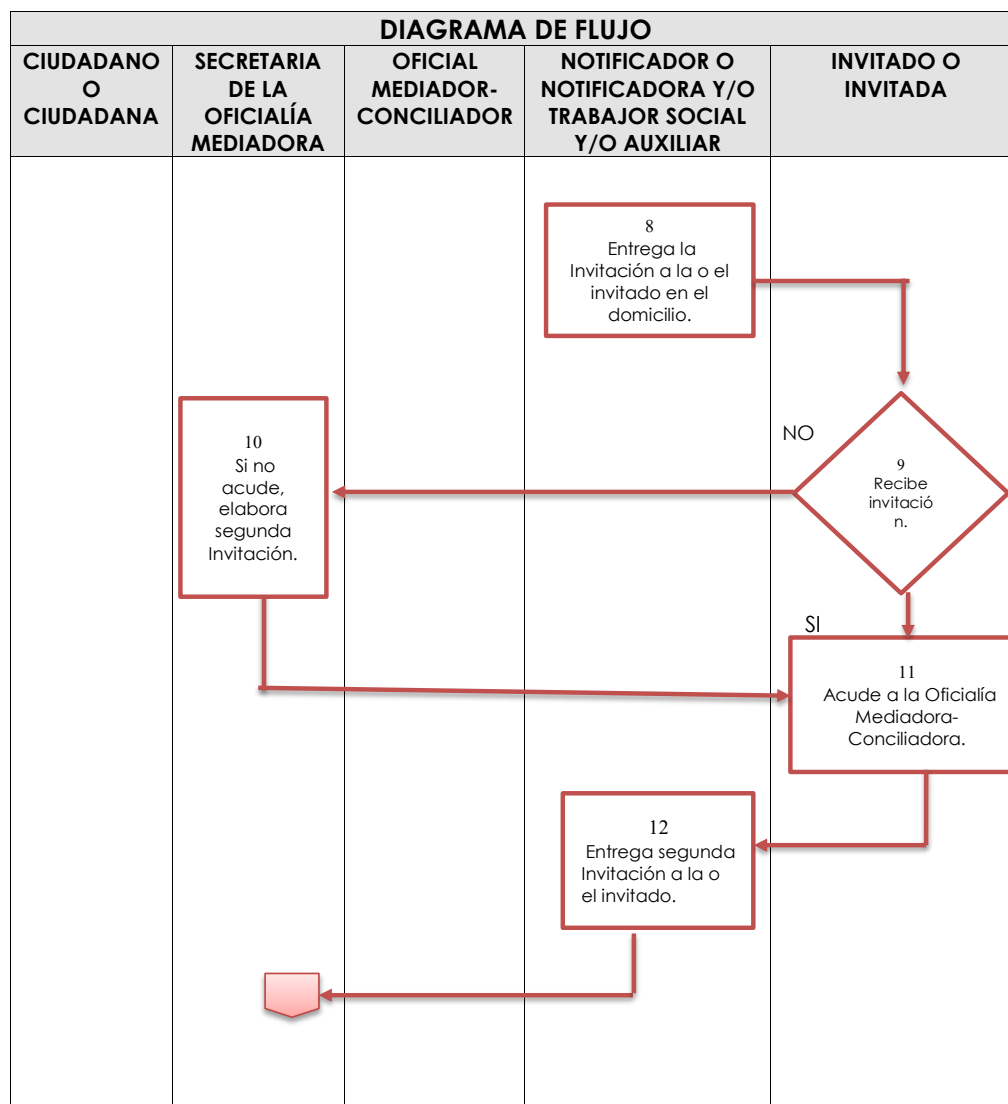 DIAGRAMA DE FLUJO
CIUDADANO
O
CIUDADANA
SECRETARIA
DE LA
OFICIALÍA
MEDIADORA
OFICIAL
MEDIADOR-
CONCILIADOR
NOTIFICADOR O
NOTIFICADORA Y/O
TRABAJOR SOCIAL
Y/O AUXILIAR
INVITADO O
INVITADA
8
Entrega la
Invitación a la o el
invitado en el
domicilio.
NO
9
Recibe
invitació
n.
10
Si no
acude,
elabora
segunda
Invitación.
SI
11
Acude a la Oficialía
Mediadora-
Conciliadora.
12
Entrega segunda
Invitación a la o
el invitado.